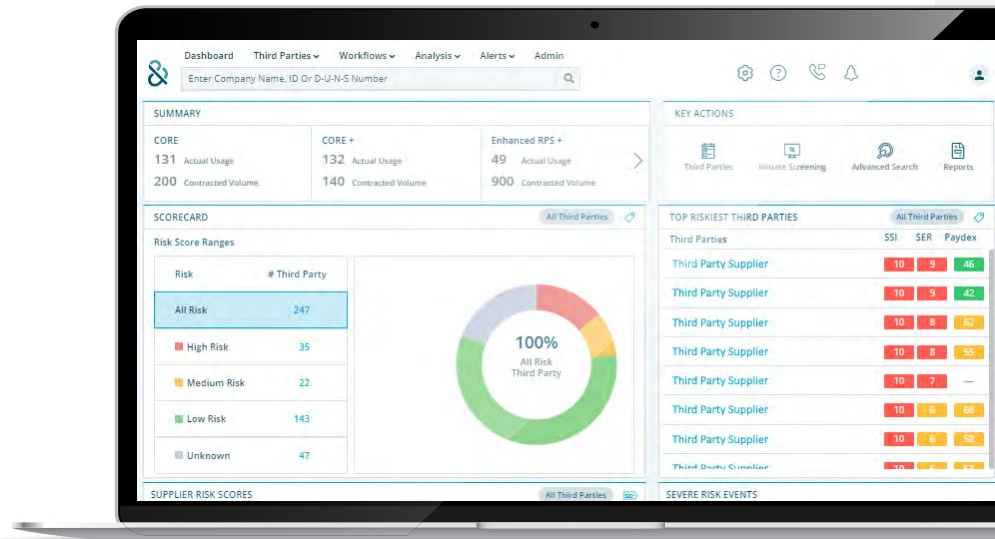 Dashboard Third Parties Workflows Analysis Alerts Admin
Enter Company Name, ID Or D-U-N-S Number
SUMMARY
CORE
131 Actual Usage
200 Contracted Volume
CORE +
132 Actual Usage
140 Contracted Volume
Enhanced RPS +
49 Actual Usage
900 Contracted Volume
KEY ACTIONS
Third Parties
Initiate Screening
Advanced Search
Reports
SCORECARD
All Third Parties
Risk Score Ranges
Risk # Third Party
All Risk 247
High Risk 35
Medium Risk 22
Low Risk 143
Unknown 47
100%
All Risk
Third Party
TOP RISKIEST THIRD PARTIES
All Third Parties
Third Parties SSI SER Paydex
Third Party Supplier 10 9 46
Third Party Supplier 10 9 42
Third Party Supplier 10 8 62
Third Party Supplier 10 8 55
Third Party Supplier 10 7 —
Third Party Supplier 10 6 68
Third Party Supplier 10 6 50
Third Party Supplier 10 6
SUPPLIER RISK SCORES
All Third Parties
SEVERE RISK EVENTS